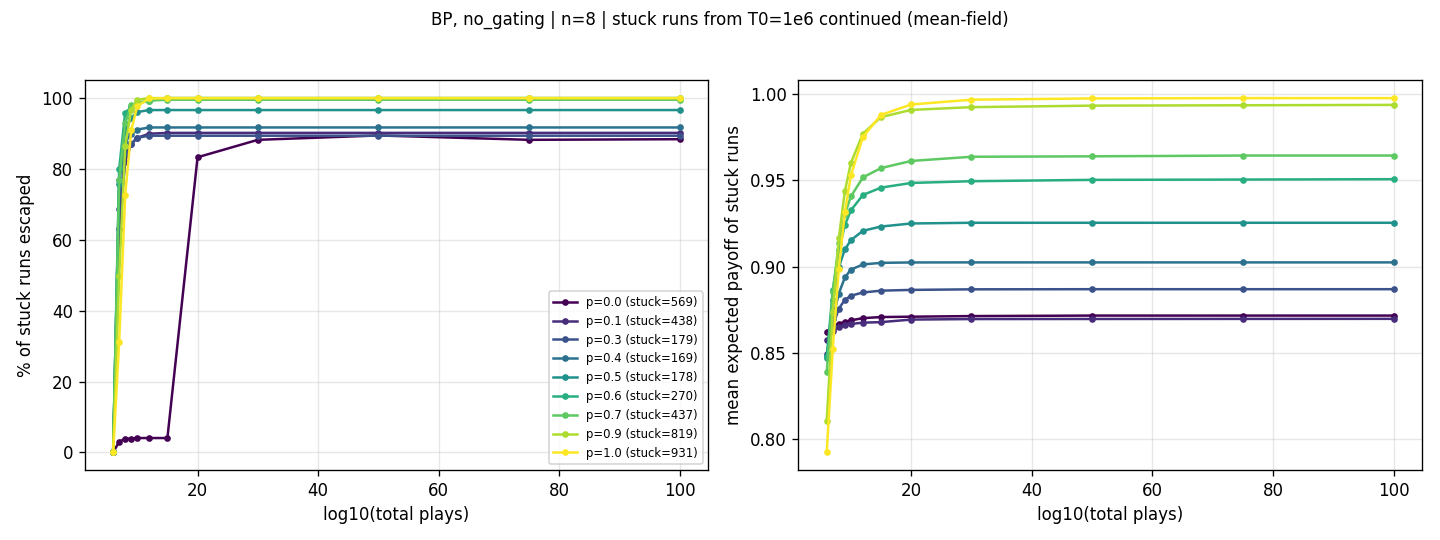 BP, no_gating | n=8 | stuck runs from T0=1e6 continued (mean-field)
% of stuck runs escaped
100
80
60
40
20
0
20
40
60
80
100
log10(total plays)
p=0.0 (stuck=569)
p=0.1 (stuck=438)
p=0.3 (stuck=179)
p=0.4 (stuck=169)
p=0.5 (stuck=178)
p=0.6 (stuck=270)
p=0.7 (stuck=437)
p=0.9 (stuck=819)
p=1.0 (stuck=931)
mean expected payoff of stuck runs
1.00
0.95
0.90
0.85
0.80
20
40
60
80
100
log10(total plays)